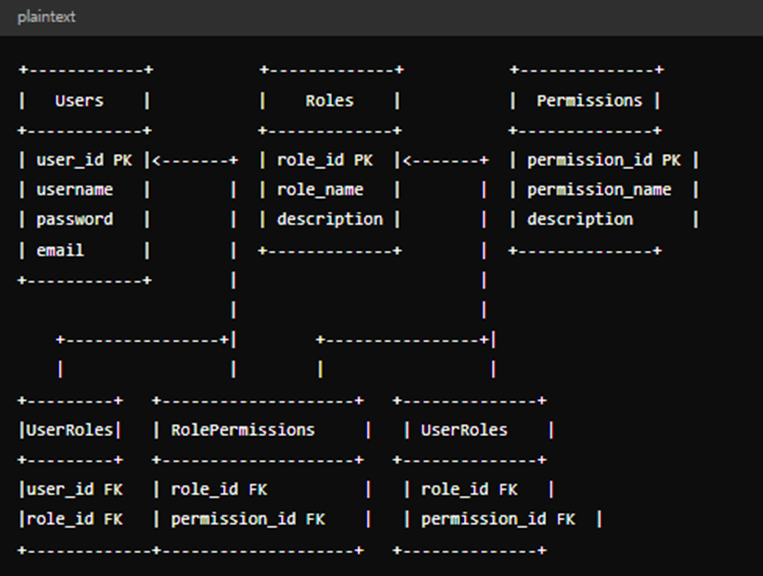 plaintext
+------------+ +-------------+ +--------------+
| Users | | Roles | | Permissions |
+------------+ +-------------+ +--------------+
| user_id PK |<-------+ | role_id PK |<-------+ | permission_id PK |
| username | | | role_name | | | permission_name |
| password | | | description | | | description |
| email | | +-------------+ | +--------------+
+------------+ | |
| |
+----------------+| +----------------+|
| | | |
+---------+ +--------------------+ +--------------+
|UserRoles| | RolePermissions | | UserRoles |
+---------+ +--------------------+ +--------------+
|user_id FK | role_id FK | | role_id FK |
|role_id FK | permission_id FK | | permission_id FK |
+-------------+--------------------+ +--------------+